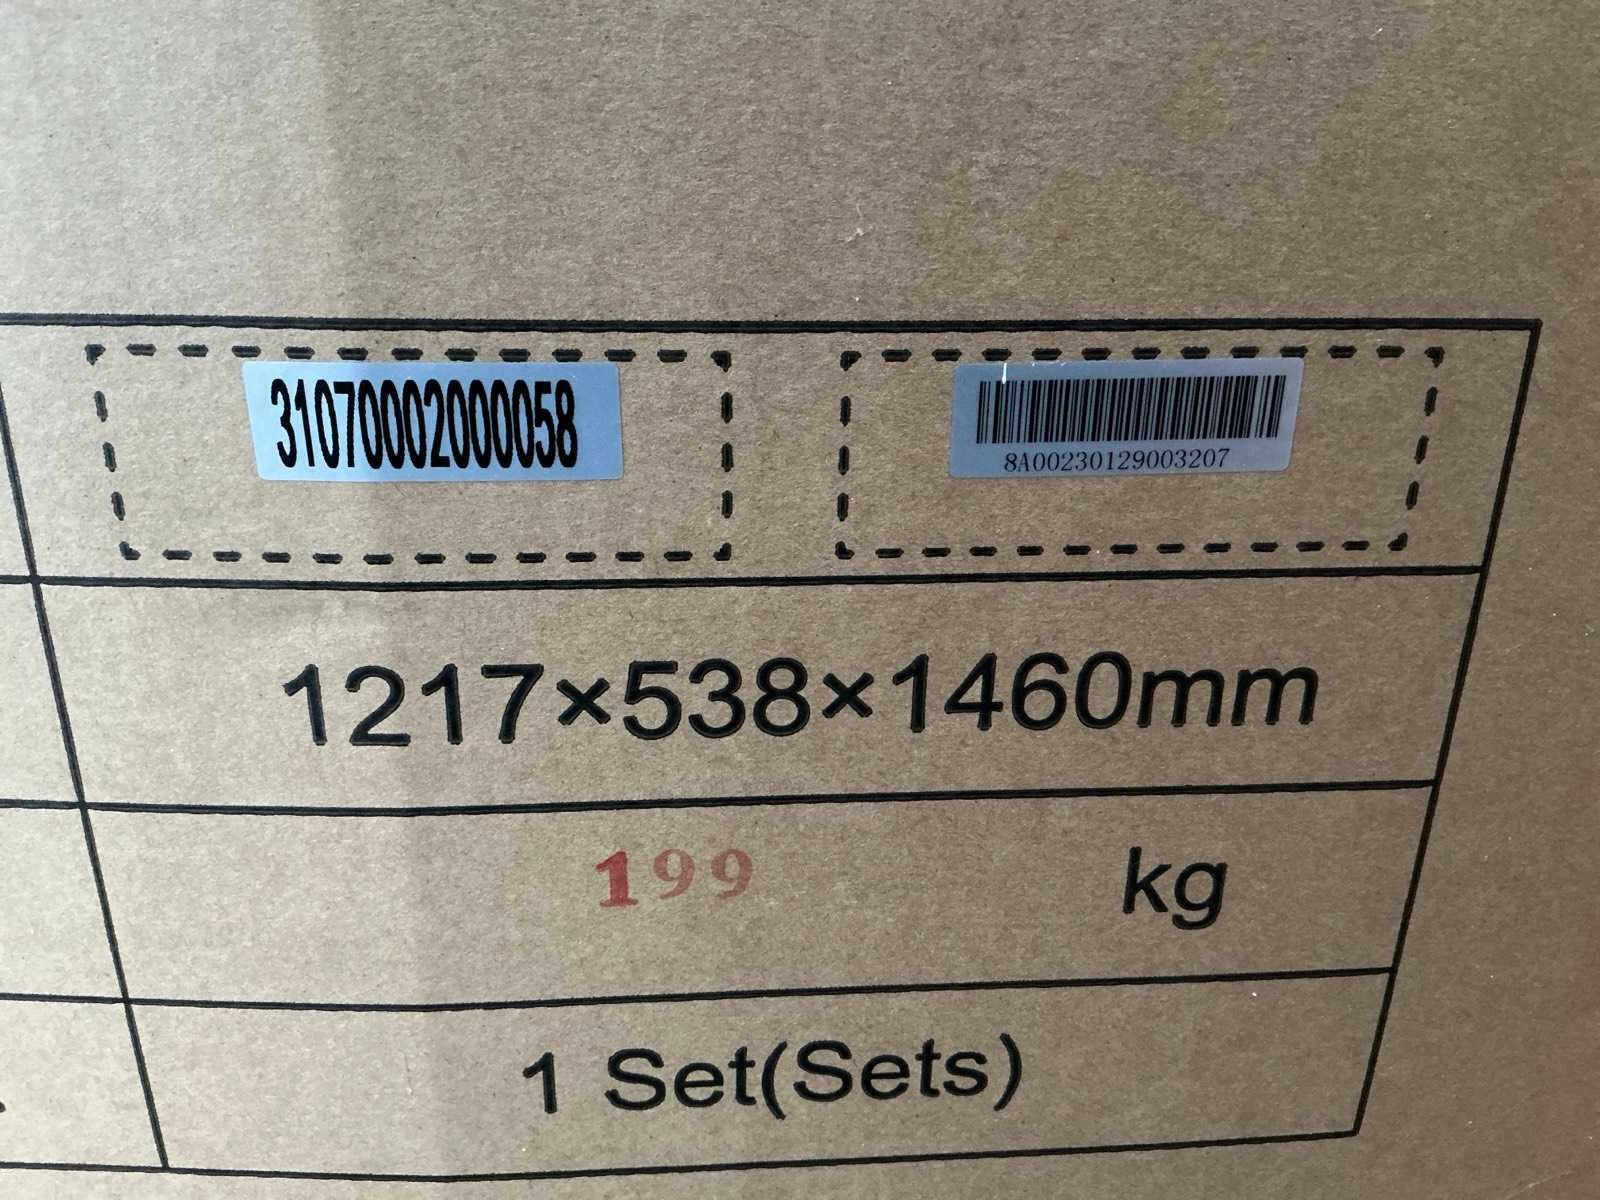 31070002000058
8A00230129003207
1217×538×1460mm
199 kg
1 Set(Sets)